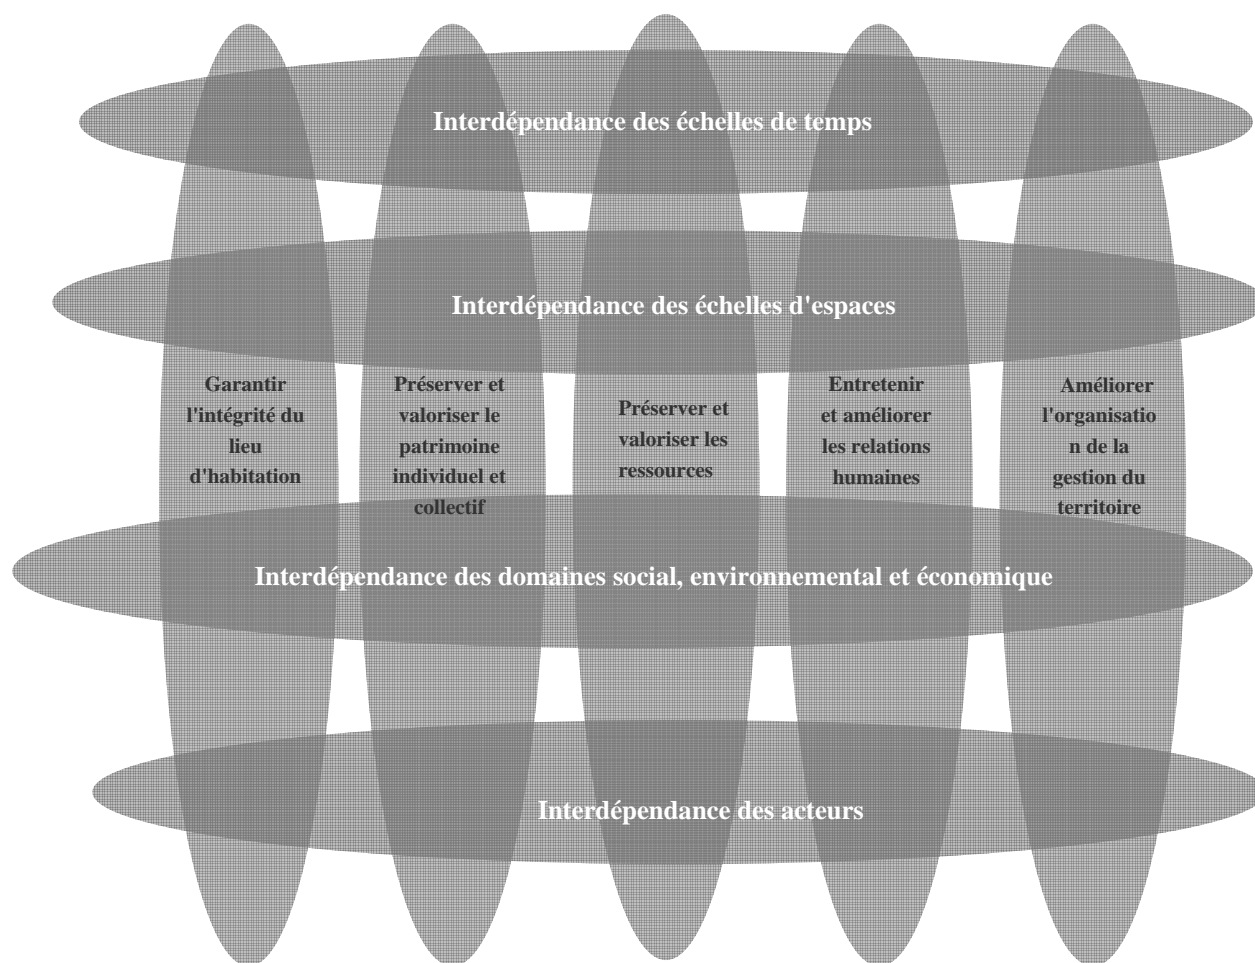 Interdépendance des échelles de temps
Interdépendance des échelles d'espaces
Garantir
l'intégrité du
lieu
d'habitation
Préserver et
valoriser le
patrimoine
individuel et
collectif
Préserver et
valoriser les
ressources
Entretenir
et améliorer
les relations
humaines
Améliorer
l'organisatio
n de la
gestion du
territoire
Interdépendance des domaines social, environnemental et économique
Interdépendance des acteurs